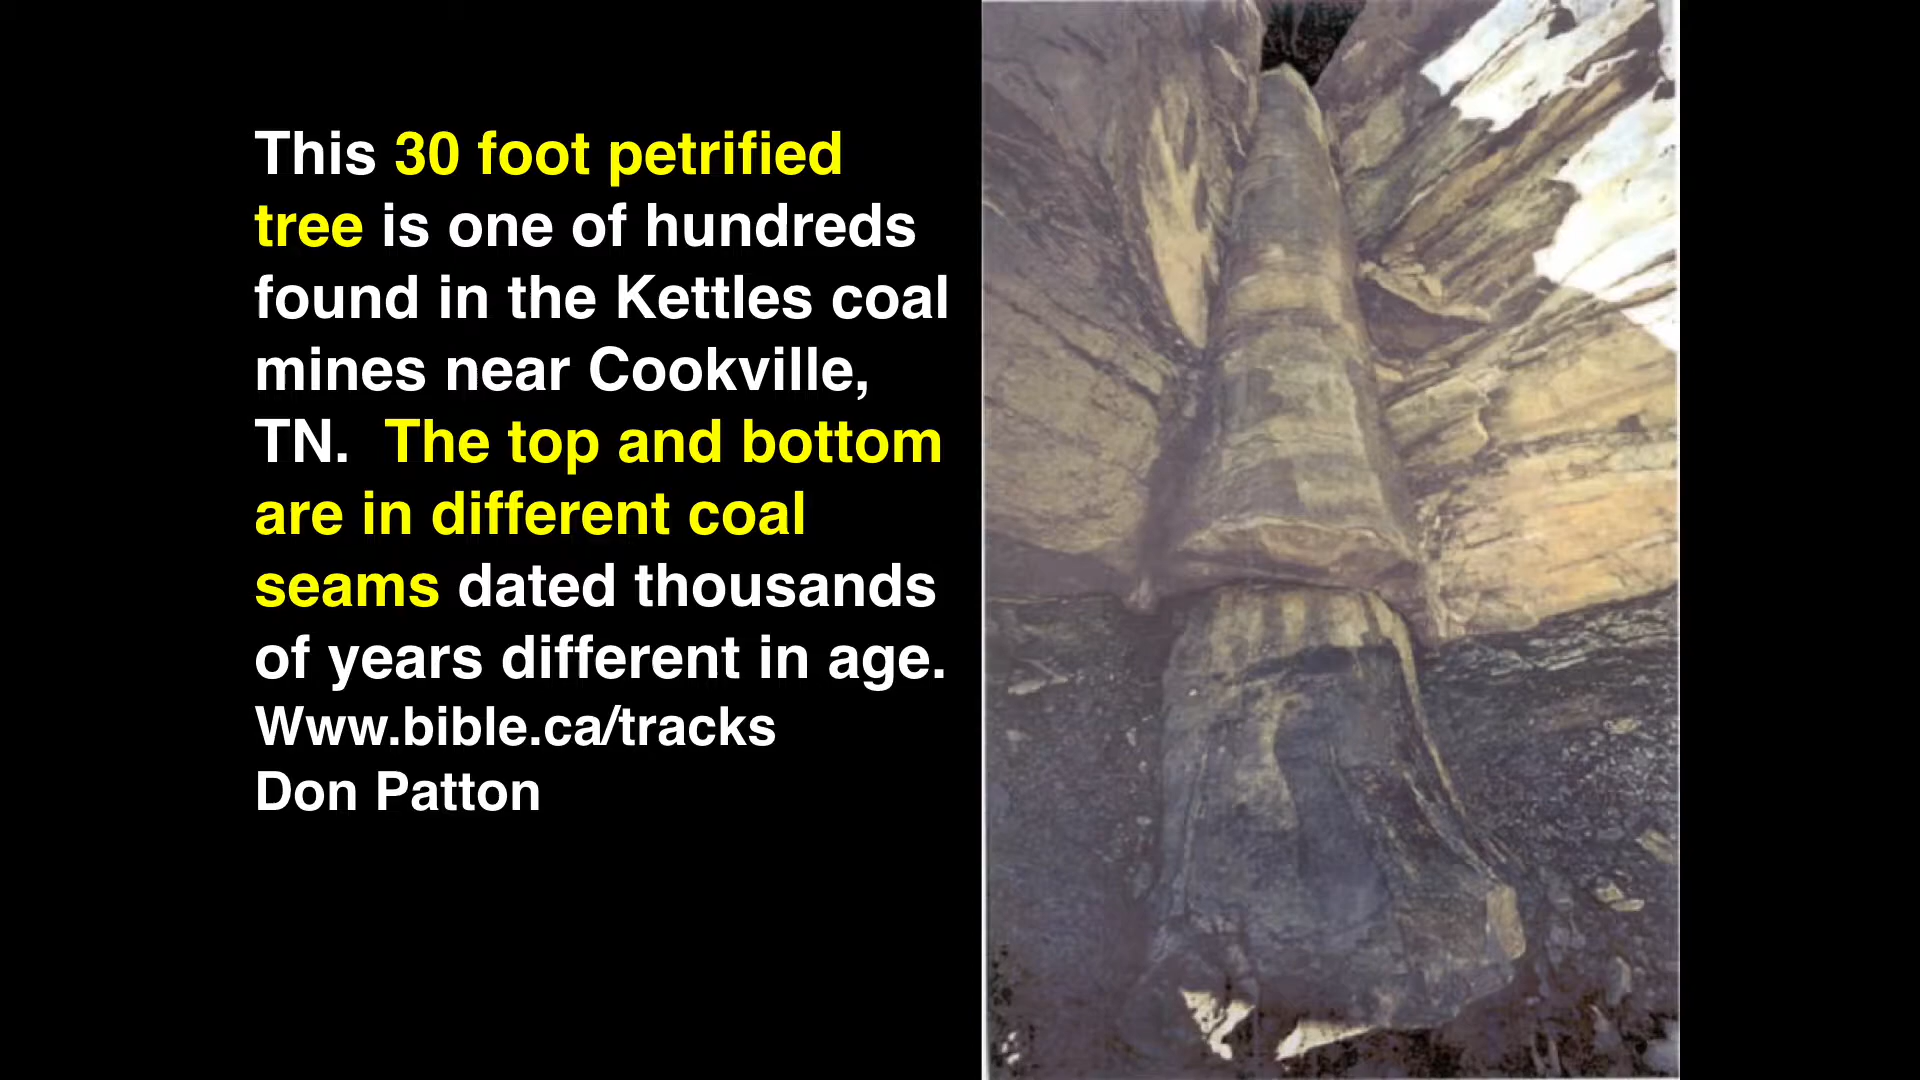 This 30 foot petrified
tree is one of hundreds
found in the Kettles coal
mines near Cookville,
TN.  The top and bottom
are in different coal
seams dated thousands
of years different in age.
Www.bible.ca/tracks
Don Patton